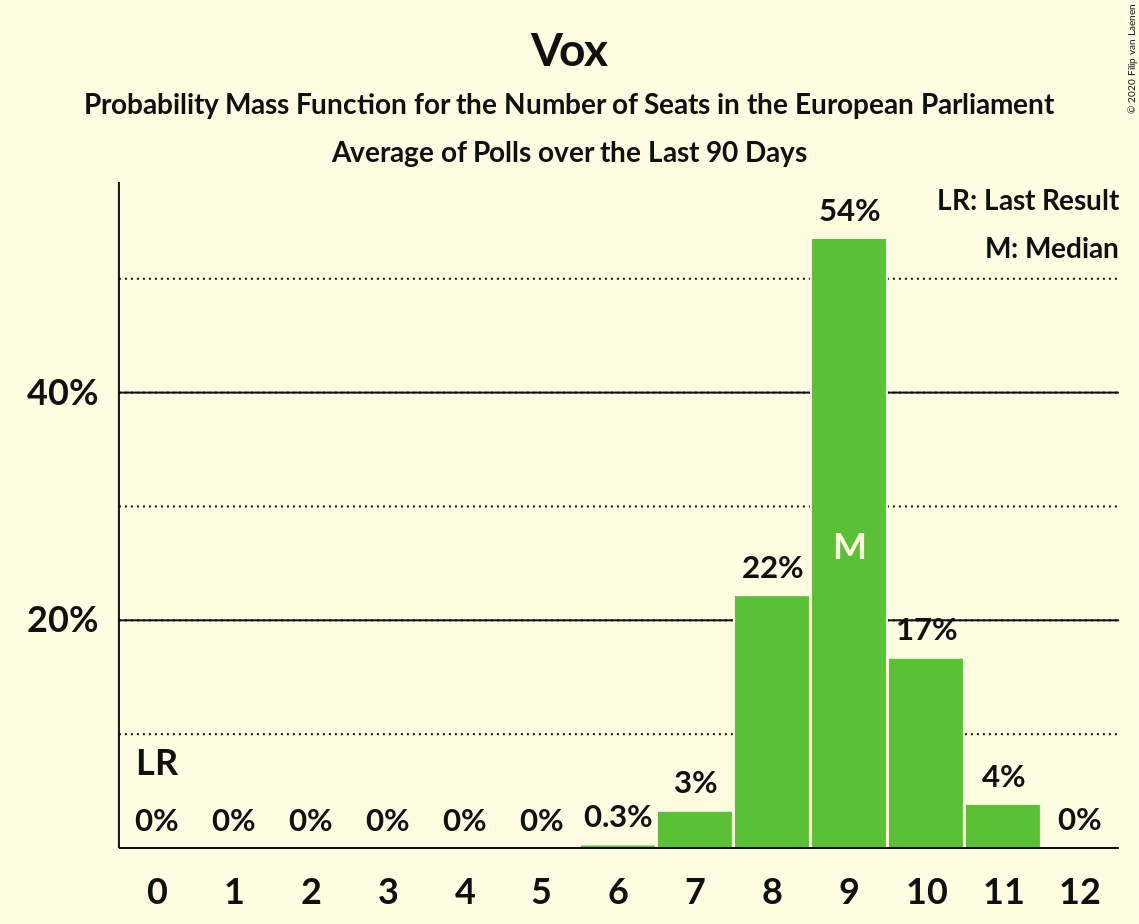 Vox
Probability Mass Function for the Number of Seats in the European Parliament
Average of Polls over the Last 90 Days
© 2020 Filip van Laenen
LR: Last Result
M: Median
54%
40%
M
22%
20%
17%
LR
3%
4%
0%
0%
0%
0%
0%
0%
0.3%
0%
0 1 2 3 4 5 6 7 8 9 10 11 12